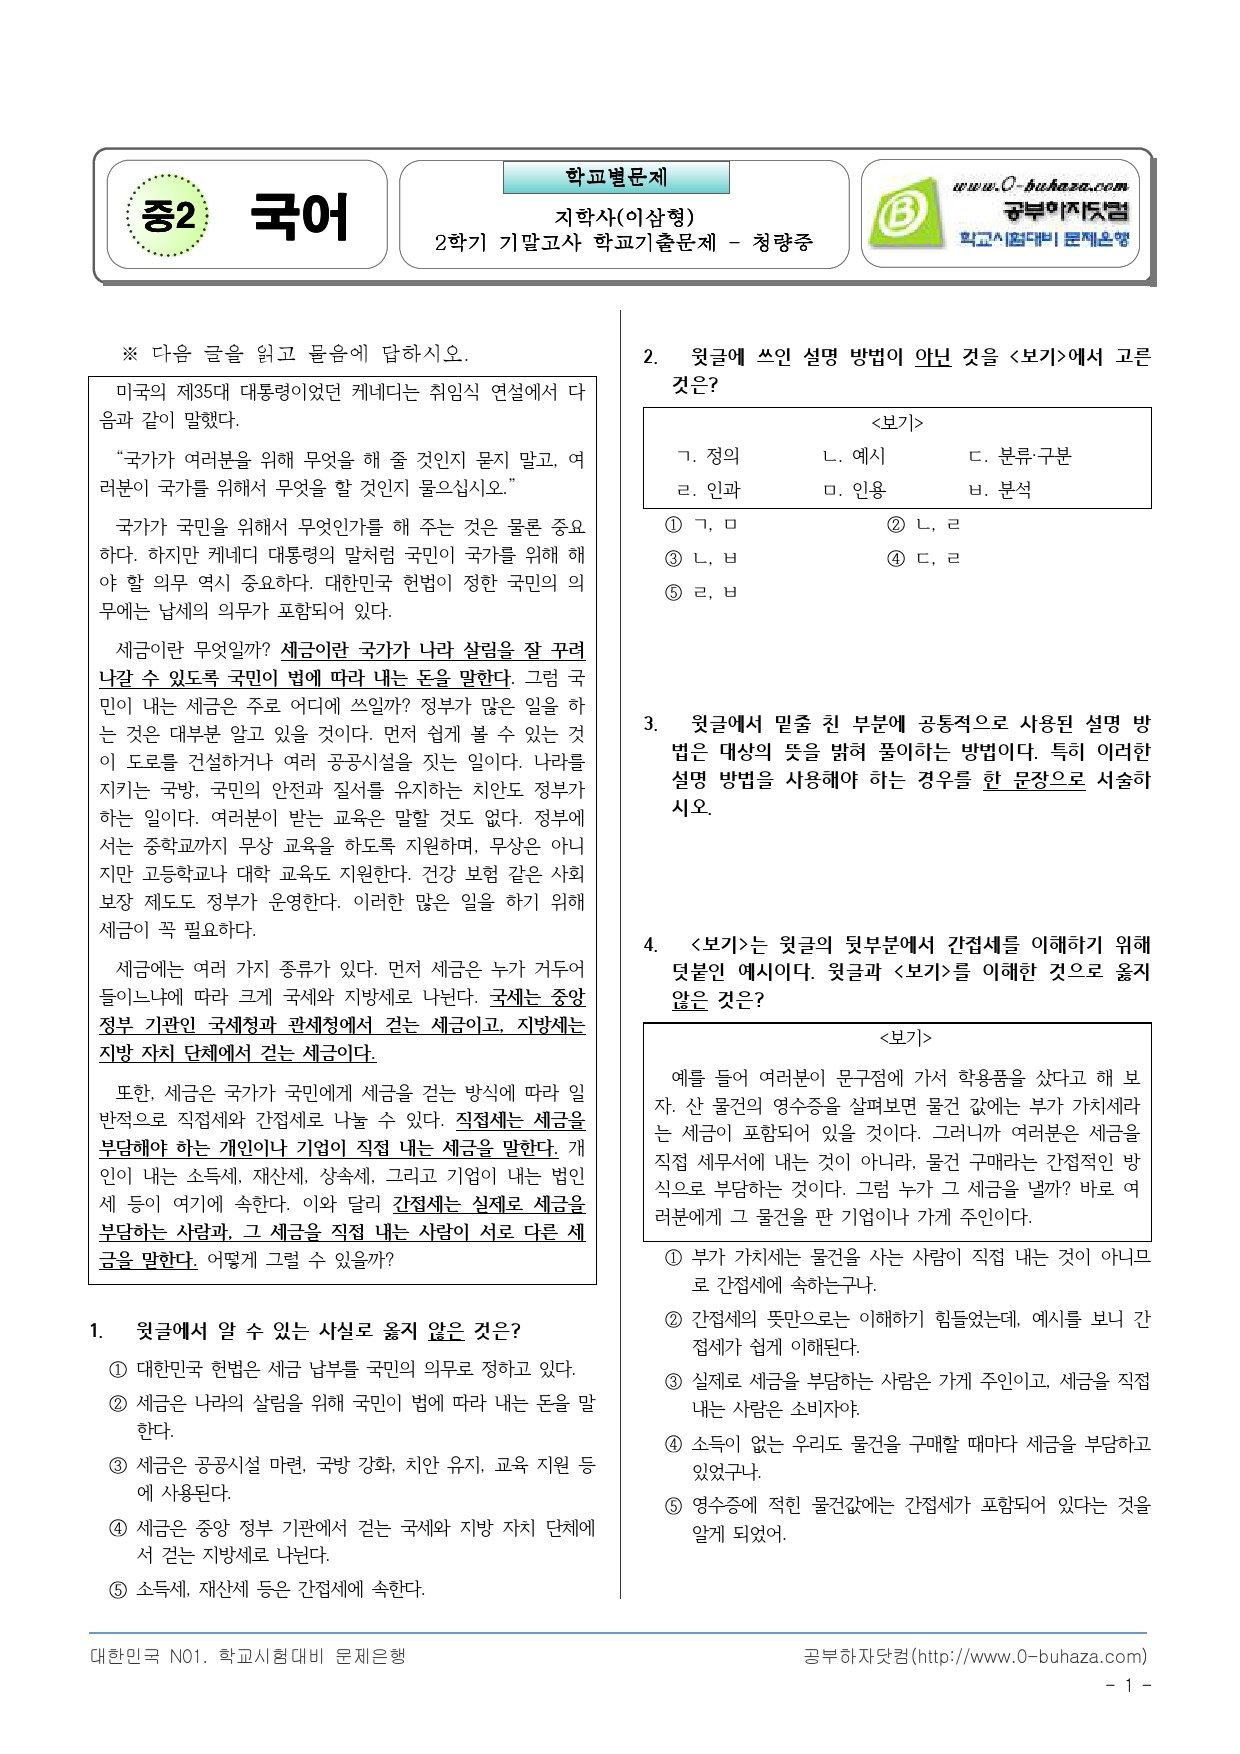 중2
국어
학교별문제
지학사(이삼형)
2학기 기말고사 학교기출문제 - 청량중
www.0-buhaza.com
공부하자닷컴
학교시험대비 문제은행
※ 다음 글을 읽고 물음에 답하시오.
미국의 제35대 대통령이었던 케네디는 취임식 연설에서 다
음과 같이 말했다.
“국가가 여러분을 위해 무엇을 해 줄 것인지 묻지 말고, 여
러분이 국가를 위해서 무엇을 할 것인지 물으십시오.”
국가가 국민을 위해서 무엇인가를 해 주는 것은 물론 중요
하다. 하지만 케네디 대통령의 말처럼 국민이 국가를 위해 해
야 할 의무 역시 중요하다. 대한민국 헌법이 정한 국민의 의
무에는 납세의 의무가 포함되어 있다.
세금이란 무엇일까? 세금이란 국가가 나라 살림을 잘 꾸려
나갈 수 있도록 국민이 법에 따라 내는 돈을 말한다. 그럼 국
민이 내는 세금은 주로 어디에 쓰일까? 정부가 많은 일을 하
는 것은 대부분 알고 있을 것이다. 먼저 쉽게 볼 수 있는 것
이 도로를 건설하거나 여러 공공시설을 짓는 일이다. 나라를
지키는 국방, 국민의 안전과 질서를 유지하는 치안도 정부가
하는 일이다. 여러분이 받는 교육은 말할 것도 없다. 정부에
서는 중학교까지 무상 교육을 하도록 지원하며, 무상은 아니
지만 고등학교나 대학 교육도 지원한다. 건강 보험 같은 사회
보장 제도도 정부가 운영한다. 이러한 많은 일을 하기 위해
세금이 꼭 필요하다.
세금에는 여러 가지 종류가 있다. 먼저 세금은 누가 거두어
들이느냐에 따라 크게 국세와 지방세로 나뉜다. 국세는 중앙
정부 기관인 국세청과 관세청에서 걷는 세금이고, 지방세는
지방 자치 단체에서 걷는 세금이다.
또한, 세금은 국가가 국민에게 세금을 걷는 방식에 따라 일
반적으로 직접세와 간접세로 나눌 수 있다. 직접세는 세금을
부담해야 하는 개인이나 기업이 직접 내는 세금을 말한다. 개
인이 내는 소득세, 재산세, 상속세, 그리고 기업이 내는 법인
세 등이 여기에 속한다. 이와 달리 간접세는 실제로 세금을
부담하는 사람과, 그 세금을 직접 내는 사람이 서로 다른 세
금을 말한다. 어떻게 그럴 수 있을까?
1. 윗글에서 알 수 있는 사실로 옳지 않은 것은?
① 대한민국 헌법은 세금 납부를 국민의 의무로 정하고 있다.
② 세금은 나라의 살림을 위해 국민이 법에 따라 내는 돈을 말
한다.
③ 세금은 공공시설 마련, 국방 강화, 치안 유지, 교육 지원 등
에 사용된다.
④ 세금은 중앙 정부 기관에서 걷는 국세와 지방 자치 단체에
서 걷는 지방세로 나뉜다.
⑤ 소득세, 재산세 등은 간접세에 속한다.
2. 윗글에 쓰인 설명 방법이 아닌 것을 <보기>에서 고른
것은?
<보기>
ㄱ. 정의 ㄴ. 예시 ㄷ. 분류·구분
ㄹ. 인과 ㅁ. 인용 ㅂ. 분석
① ㄱ, ㅁ ② ㄴ, ㄹ
③ ㄴ, ㅂ ④ ㄷ, ㄹ
⑤ ㄹ, ㅂ
3. 윗글에서 밑줄 친 부분에 공통적으로 사용된 설명 방
법은 대상의 뜻을 밝혀 풀이하는 방법이다. 특히 이러한
설명 방법을 사용해야 하는 경우를 한 문장으로 서술하
시오.
4. <보기>는 윗글의 뒷부분에서 간접세를 이해하기 위해
덧붙인 예시이다. 윗글과 <보기>를 이해한 것으로 옳지
않은 것은?
<보기>
예를 들어 여러분이 문구점에 가서 학용품을 샀다고 해 보
자. 산 물건의 영수증을 살펴보면 물건 값에는 부가 가치세라
는 세금이 포함되어 있을 것이다. 그러니까 여러분은 세금을
직접 세무서에 내는 것이 아니라, 물건 구매라는 간접적인 방
식으로 부담하는 것이다. 그럼 누가 그 세금을 낼까? 바로 여
러분에게 그 물건을 판 기업이나 가게 주인이다.
① 부가 가치세는 물건을 사는 사람이 직접 내는 것이 아니므
로 간접세에 속하는구나.
② 간접세의 뜻만으로는 이해하기 힘들었는데, 예시를 보니 간
접세가 쉽게 이해된다.
③ 실제로 세금을 부담하는 사람은 가게 주인이고, 세금을 직접
내는 사람은 소비자야.
④ 소득이 없는 우리도 물건을 구매할 때마다 세금을 부담하고
있었구나.
⑤ 영수증에 적힌 물건값에는 간접세가 포함되어 있다는 것을
알게 되었어.
대한민국 N01. 학교시험대비 문제은행
공부하자닷컴(http://www.0-buhaza.com)
- 1 -